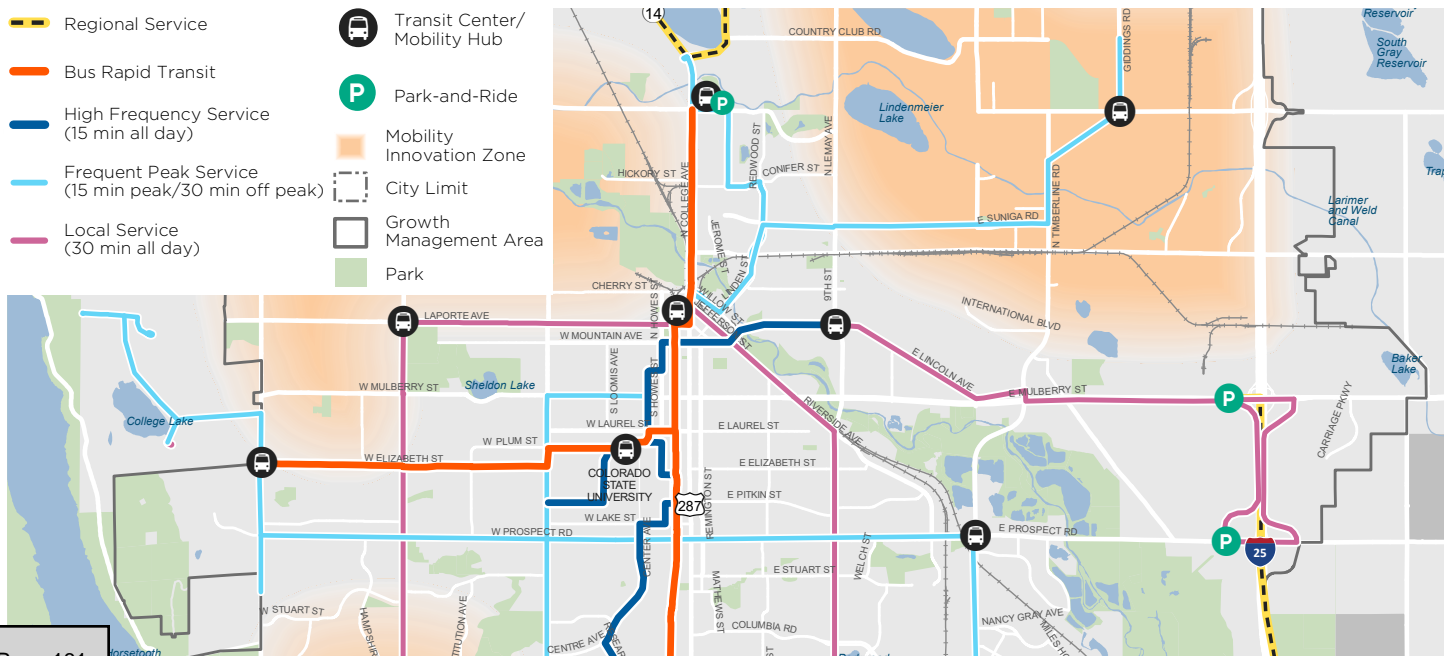 Regional Service
Bus Rapid Transit
High Frequency Service
(15 min all day)
Frequent Peak Service
(15 min peak/30 min off peak)
Local Service
(30 min all day)
Transit Center/
Mobility Hub
P
Park-and-Ride
Mobility
Innovation Zone
City Limit
Growth
Management Area
Park
14
COUNTRY CLUB RD
GIDDINGS RD
Reservoir
South
Gray
Reservoir
P
Lindenmeier
Lake
REDWOOD ST
N LEMAY AVE
CONIFER ST
HICKORY ST
N COLLEGE AVE
N TIMBERLINE RD
Larimer
and Weld
Canal
E SUNIGA RD
JEROME ST
LINDEN ST
CHERRY ST
N HOWES ST
WILLOW ST
JEFFERSON ST
9TH ST
INTERNATIONAL BLVD
LAPORTE AVE
W MOUNTAIN AVE
S LOOMIS AVE
S HOWES ST
E LINCOLN AVE
Baker
Lake
W MULBERRY ST
Sheldon Lake
E MULBERRY ST
P
CARRIAGE PKWY
College Lake
RIVERSIDE AVE
W LAUREL ST
E LAUREL ST
W PLUM ST
W ELIZABETH ST
E ELIZABETH ST
COLORADO
STATE
UNIVERSITY
E PITKIN ST
287
REMINGTON ST
W LAKE ST
W PROSPECT RD
E PROSPECT RD
CENTER AVE
P
25
WELCH ST
E STUART ST
MATHEWS ST
W STUART ST
NANCY GRAY AVE
COLUMBIA RD
CENTRE AVE